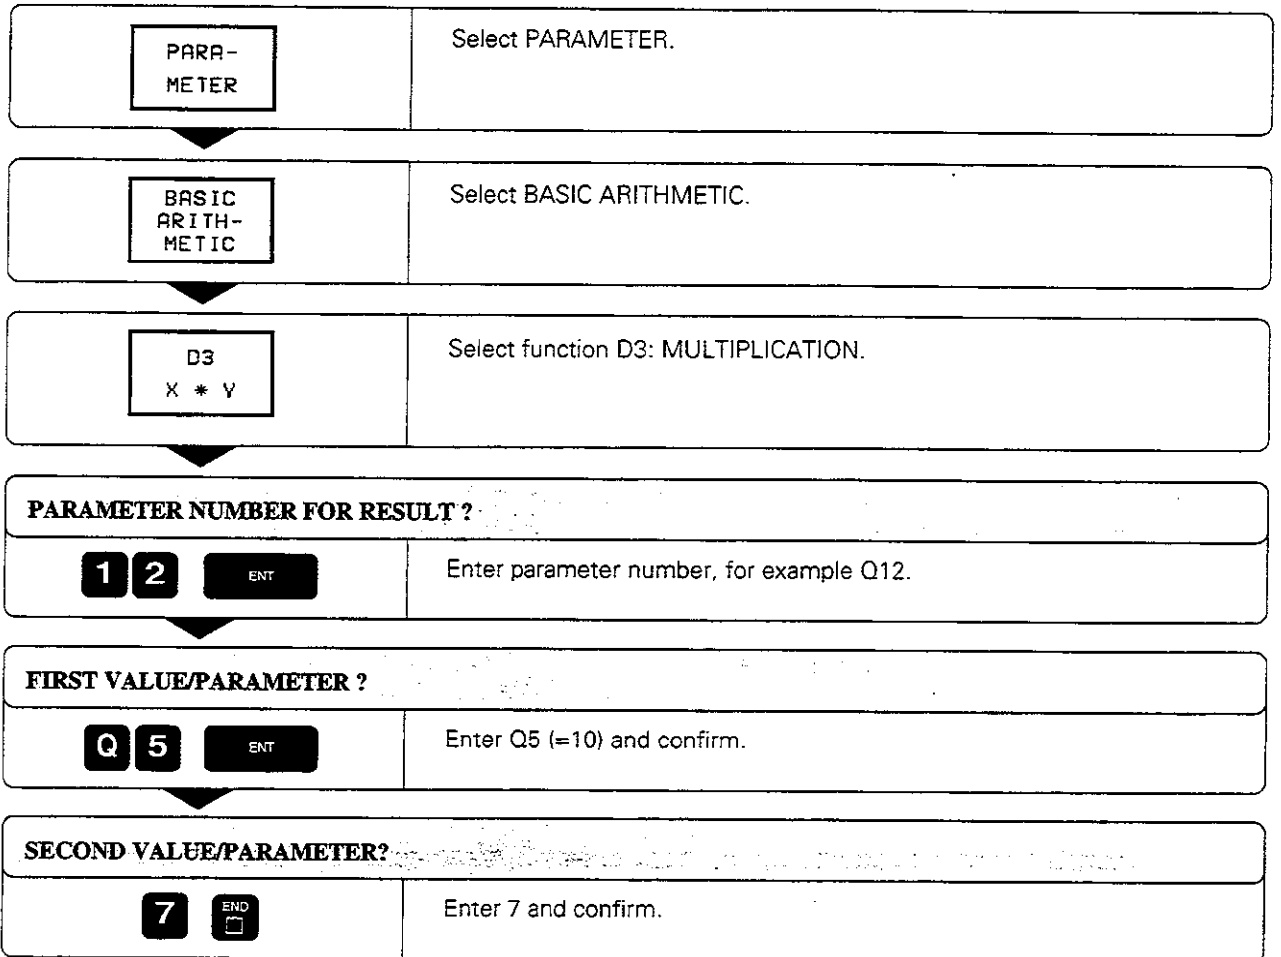 PARA-
METER
Select PARAMETER.
BASIC
ARITH-
METIC
Select BASIC ARITHMETIC.
D3
X * Y
Select function D3: MULTIPLICATION.
PARAMETER NUMBER FOR RESULT ?
1 2 ENT
Enter parameter number, for example Q12.
FIRST VALUE/PARAMETER ?
Q 5 ENT
Enter Q5 (=10) and confirm.
SECOND VALUE/PARAMETER?
7 END
Enter 7 and confirm.